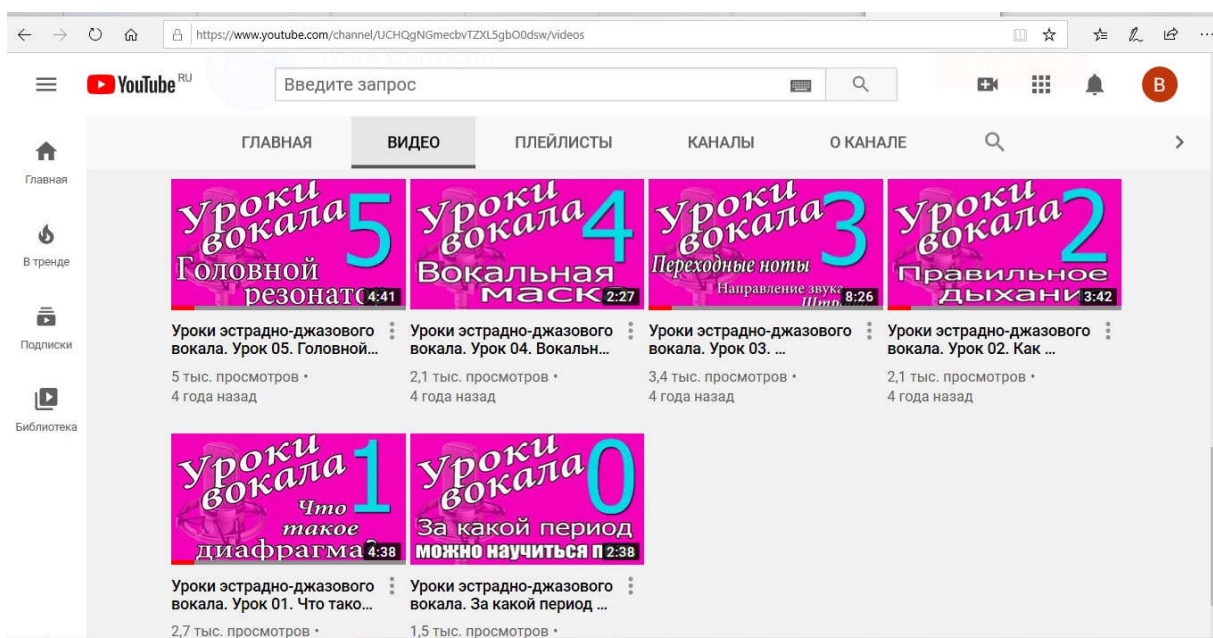 https://www.youtube.com/channel/UCHQgNGmecbvTZXL5gbO0dsw/videos
YouTube RU
Введите запрос
B
ГЛАВНАЯ ВИДЕО ПЛЕЙЛИСТЫ КАНАЛЫ О КАНАЛЕ
Главная
В тренде
Подписки
Библиотека
Уроки
вокала 5
Головной
4:41
Уроки эстрадно-джазового
вокала. Урок 05. Головной...
5 тыс. просмотров •
4 года назад
Уроки
вокала 4
Вокальная
маск
2:27
Уроки эстрадно-джазового
вокала. Урок 04. Вокальн...
2,1 тыс. просмотров •
4 года назад
Уроки
вокала 3
Переходные ноты
Направление звука
8:26
Уроки эстрадно-джазового
вокала. Урок 03. ...
3,4 тыс. просмотров •
4 года назад
Уроки
вокала 2
Правильное
дыхани
3:42
Уроки эстрадно-джазового
вокала. Урок 02. Как ...
2,1 тыс. просмотров •
4 года назад
Уроки
вокала 1
Что
такое
диафрагма?
4:38
Уроки эстрадно-джазового
вокала. Урок 01. Что тако...
2,7 тыс. просмотров •
Уроки
вокала 0
За какой период
можно научиться п
2:38
Уроки эстрадно-джазового
вокала. За какой период ...
1,5 тыс. просмотров •